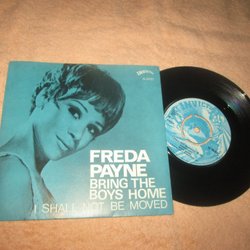 FREDA
PAYNE
BRING THE
BOYS HOME
I SHALL NOT BE MOVED